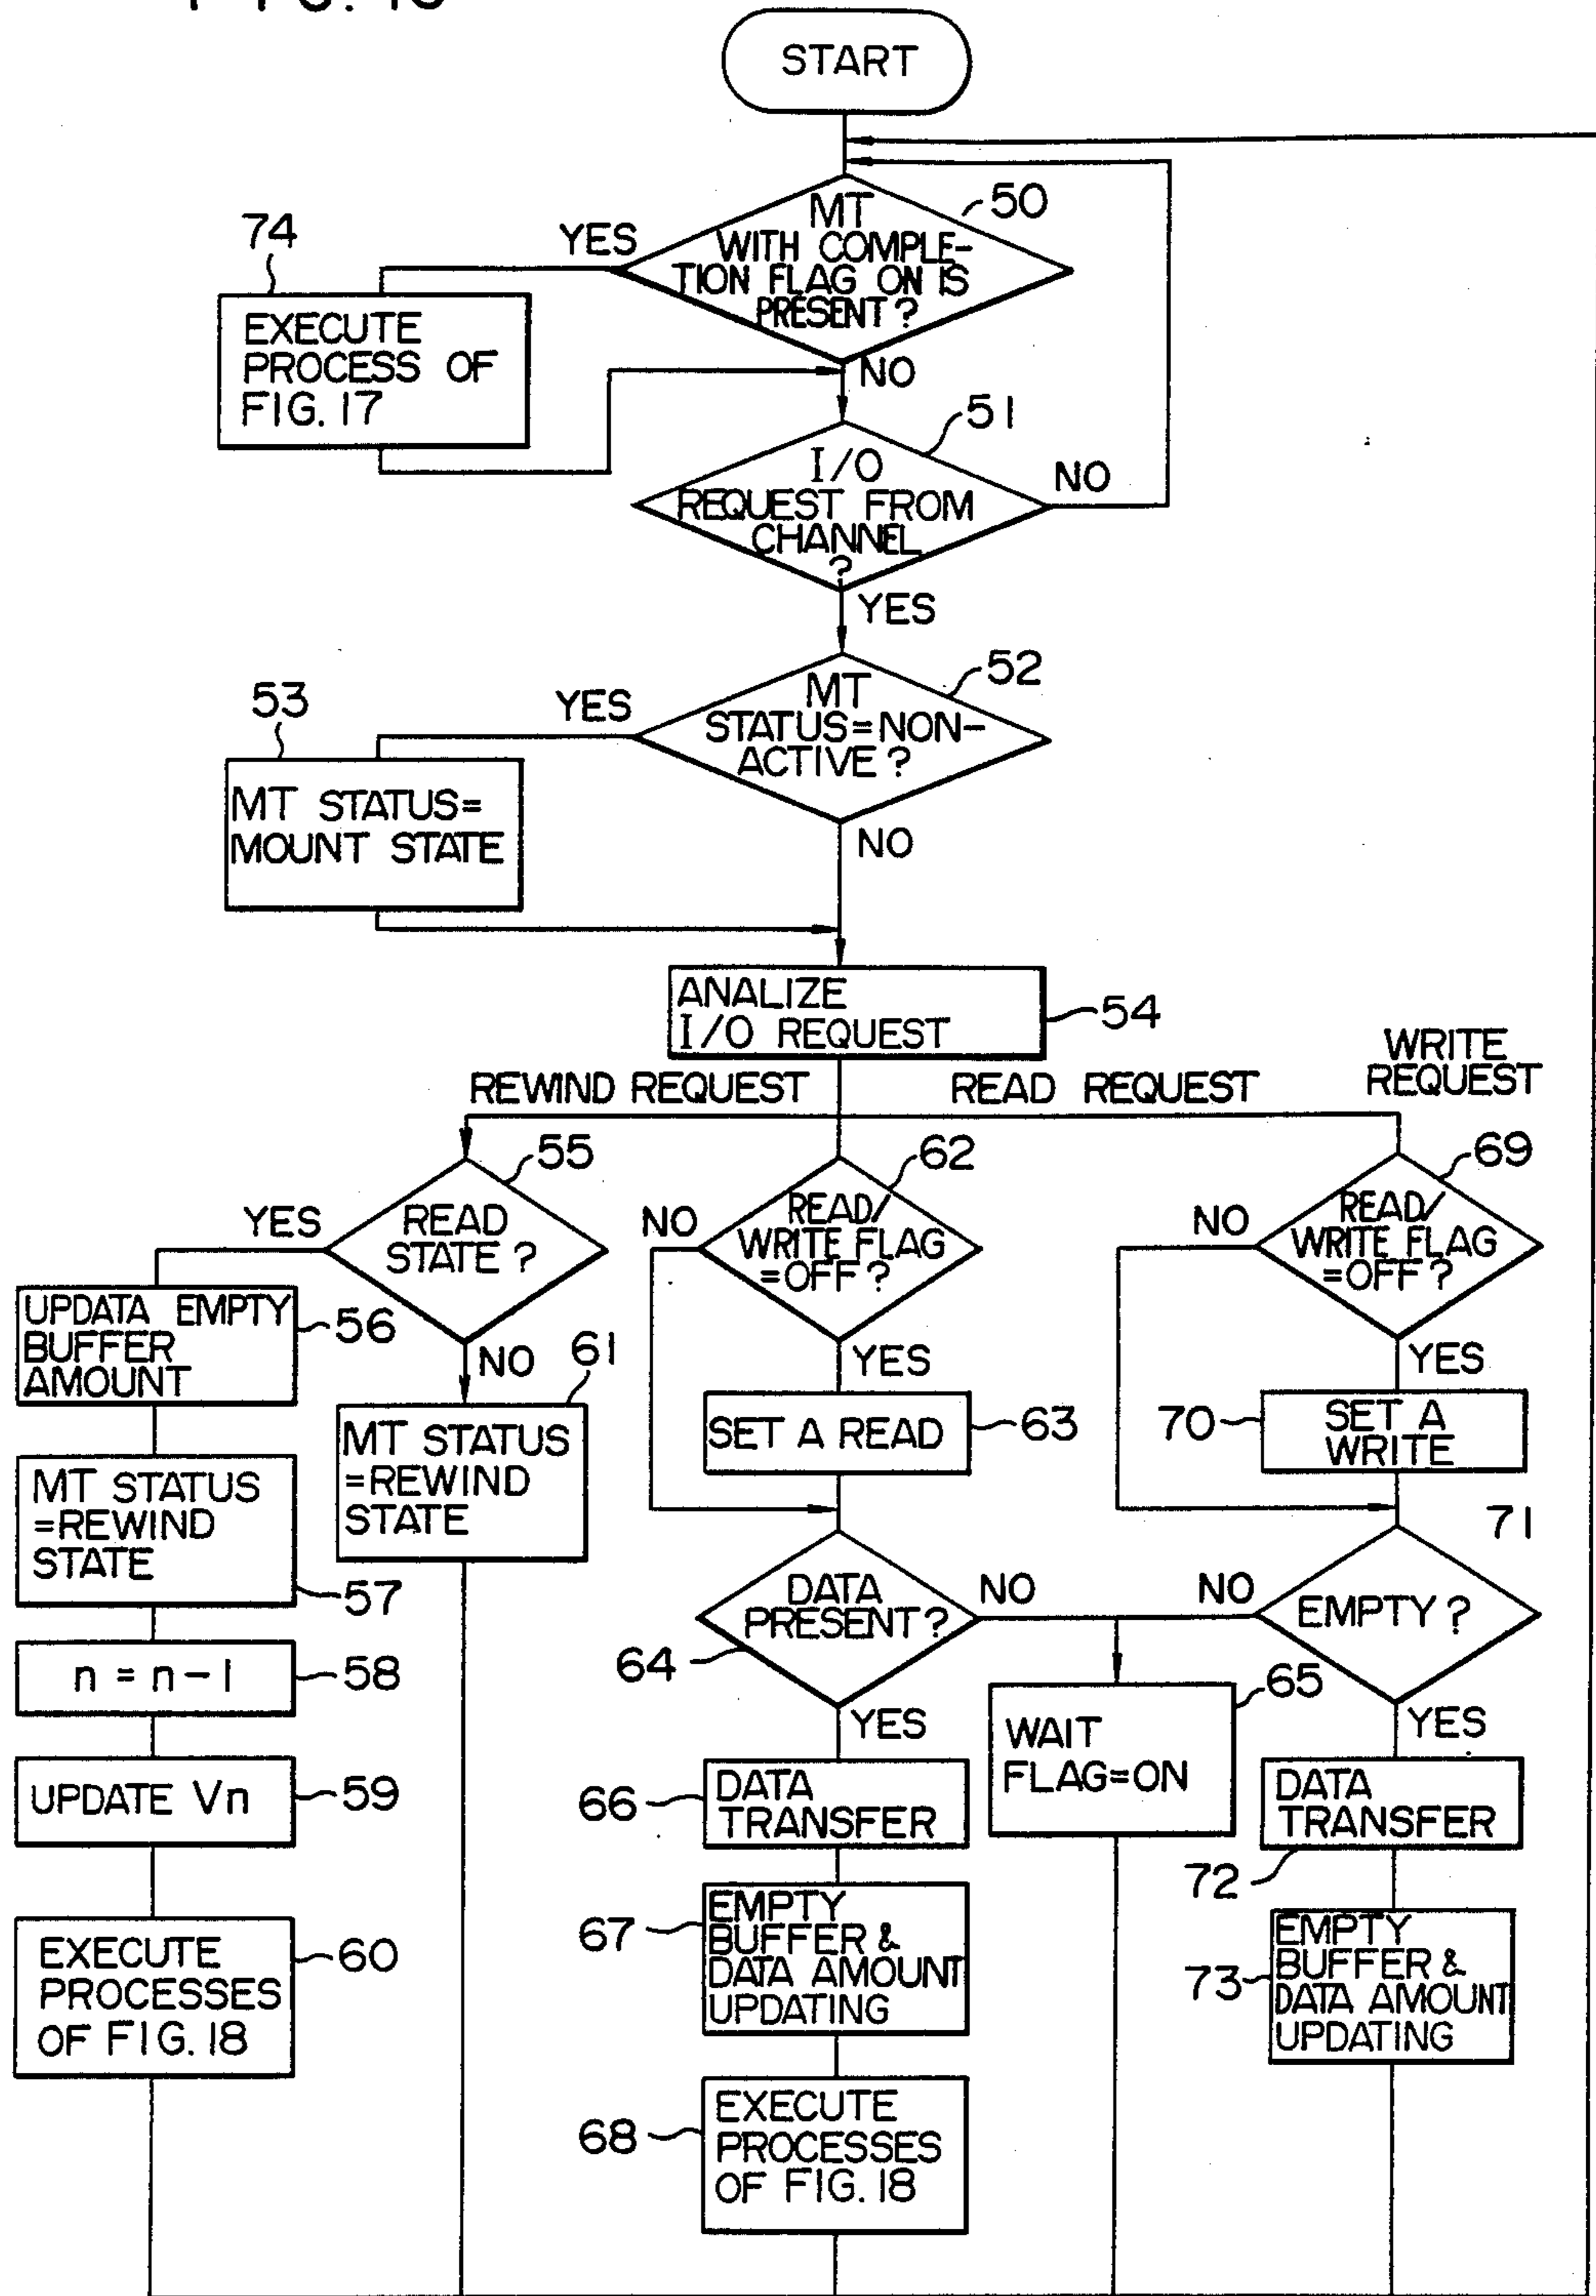 START
MT
WITH COMPLE-
TION FLAG ON IS
PRESENT?
50
YES
NO
74
EXECUTE
PROCESS OF
FIG. 17
I/O
REQUEST FROM
CHANNEL
?
51
NO
YES
MT
STATUS=NON-
ACTIVE?
52
YES
NO
53
MT STATUS=
MOUNT STATE
ANALIZE
I/O REQUEST
54
REWIND REQUEST
READ REQUEST
WRITE
REQUEST
READ
STATE?
55
YES
NO
UPDATA EMPTY
BUFFER
AMOUNT
56
MT STATUS
=REWIND
STATE
57
n = n-1
58
UPDATE Vn
59
EXECUTE
PROCESSES
OF FIG. 18
60
61
MT STATUS
=REWIND
STATE
READ/
WRITE FLAG
=OFF?
62
NO
YES
SET A READ
63
DATA
PRESENT?
64
NO
YES
WAIT
FLAG=ON
65
66
DATA
TRANSFER
67
EMPTY
BUFFER &
DATA AMOUNT
UPDATING
68
EXECUTE
PROCESSES
OF FIG. 18
READ/
WRITE FLAG
=OFF?
69
NO
YES
70
SET A
WRITE
71
EMPTY?
NO
YES
DATA
TRANSFER
72
73
EMPTY
BUFFER &
DATA AMOUNT
UPDATING